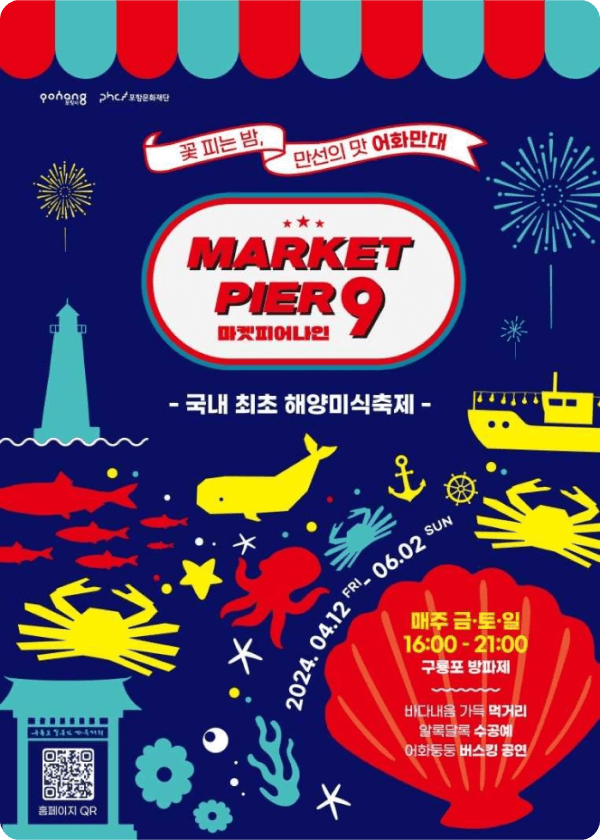 pohang
포항시
phcf 포항문화재단
꽃 피는 밤,
만선의 맛 어화만대
MARKET
PIER 9
마켓피어나인
- 국내 최초 해양미식축제 -
2024. 04.12 FRI - 06.02 SUN
매주 금·토·일
16:00 - 21:00
구룡포 방파제
바다내음 가득 먹거리
알록달록 수공예
어화둥둥 버스킹 공연
홈페이지 QR